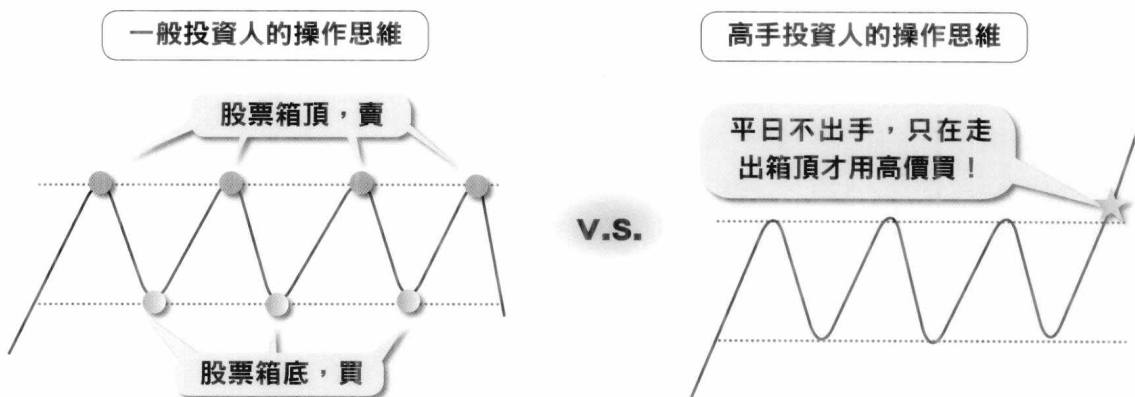 一般投資人的操作思維
股票箱頂，賣
股票箱底，買
V.S.
高手投資人的操作思維
平日不出手，只在走
出箱頂才用高價買！